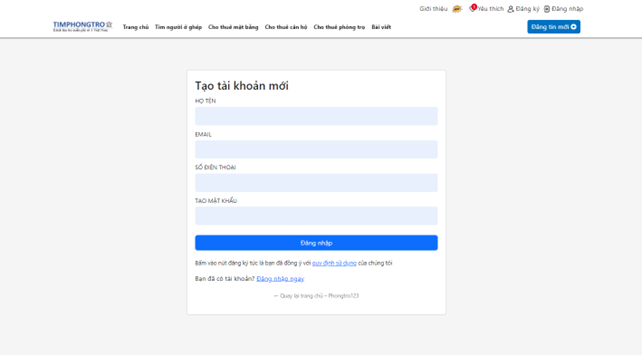 Giới thiệu Yêu thích Đăng ký Đăng nhập
TIMPHONGTRO
Trang chủ Tìm người ở ghép Cho thuê mặt bằng Cho thuê căn hộ Cho thuê phòng trọ Bài viết Đăng tin mới
Tạo tài khoản mới
HỌ TÊN
EMAIL
SỐ ĐIỆN THOẠI
TẠO MẬT KHẨU
Đăng nhập
Bấm vào nút đăng ký tức là bạn đã đồng ý với quy định sử dụng của chúng tôi
Bạn đã có tài khoản? Đăng nhập ngay
← Quay lại trang chủ - Phongtro123